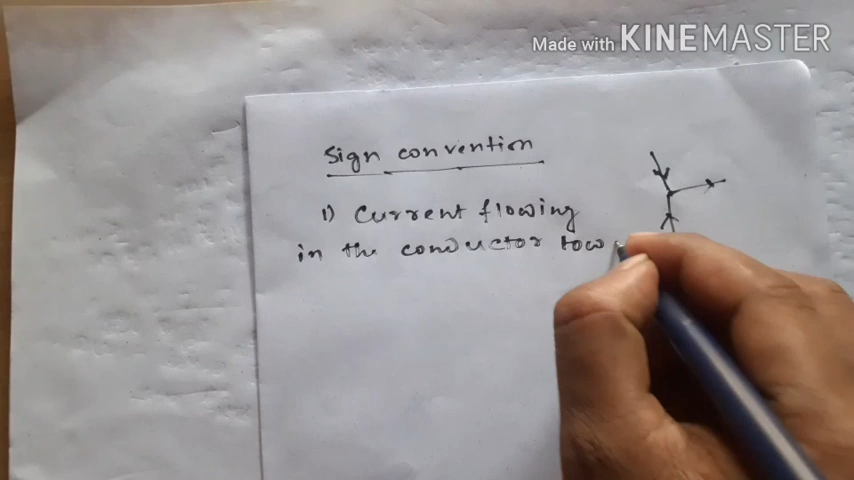 Made with KINEMASTER
Sign convention
1) Current flowing
in the conductor tow